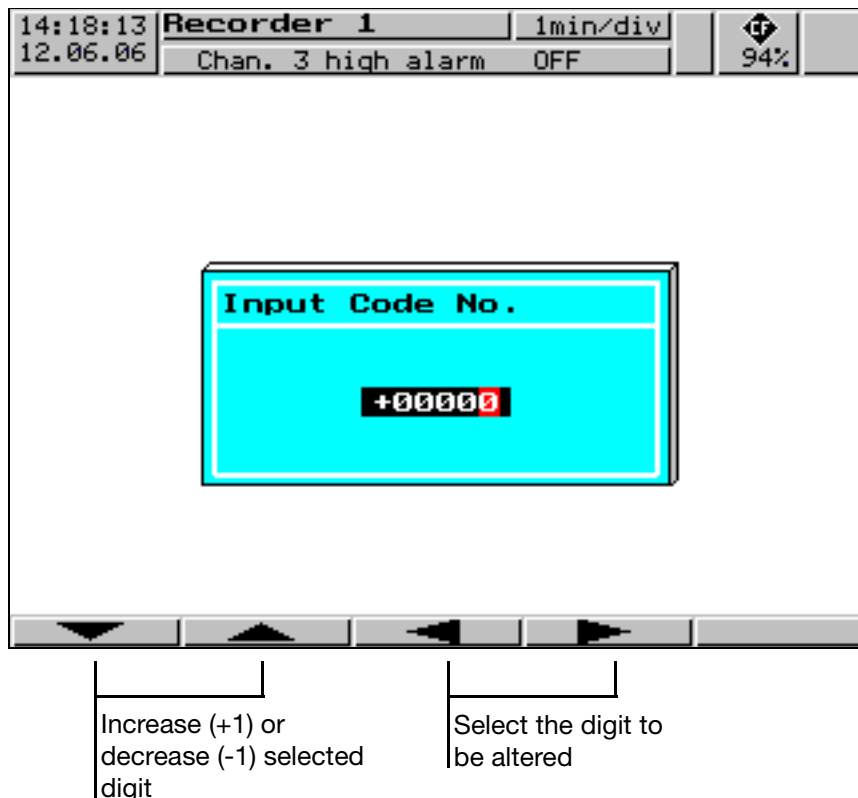 14:18:13 Recorder 1 1min/div CF
12.06.06 Chan. 3 high alarm OFF 94%
Input Code No.
+00000
Increase (+1) or
decrease (-1) selected
digit
Select the digit to
be altered